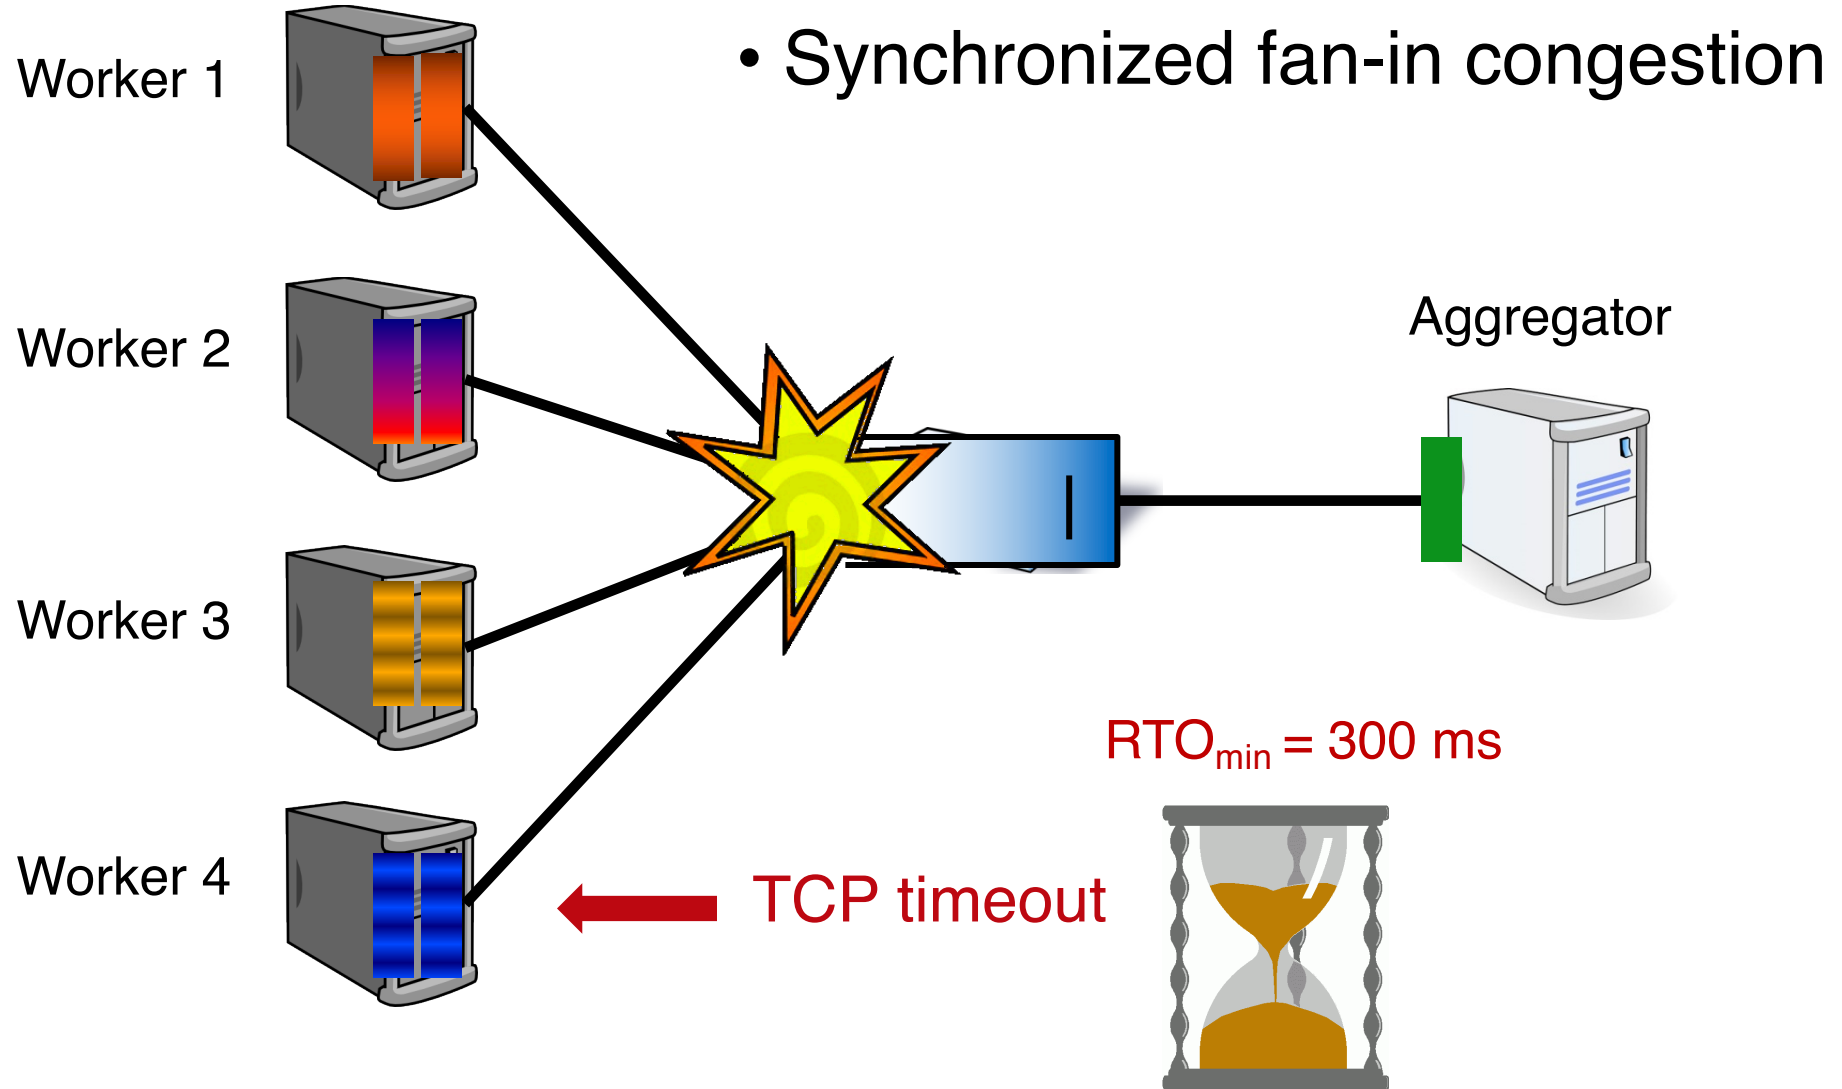 • Synchronized fan-in congestion
Worker 1
Worker 2
Aggregator
Worker 3
RTOmin = 300 ms
Worker 4
TCP timeout